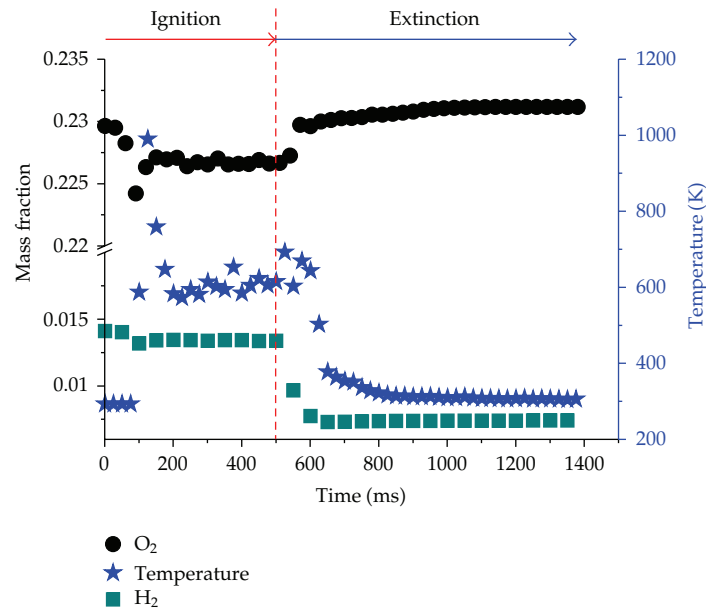 Ignition Extinction
0.235 1200
0.23 1000
0.225 800
0.22 600
0.015 400
0.01 200
Mass fraction
Temperature (K)
0 200 400 600 800 1000 1200 1400
Time (ms)
O₂
Temperature
H₂